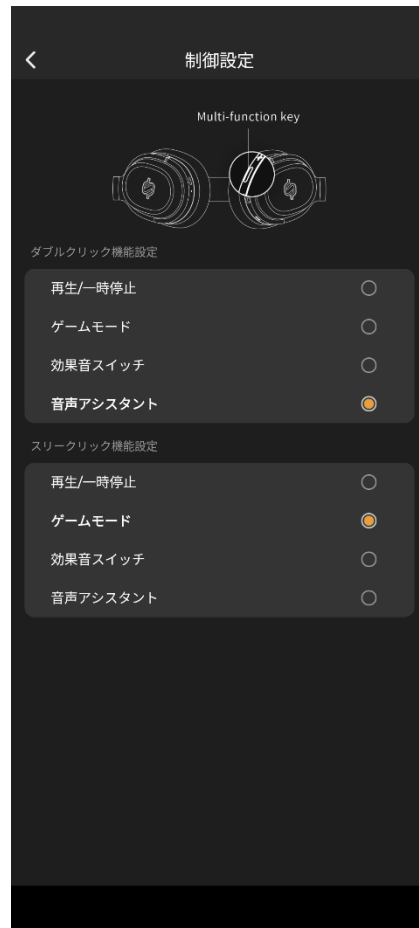 制御設定
Multi-function key
ダブルクリック機能設定
再生/一時停止
ゲームモード
効果音スイッチ
音声アシスタント
スリークリック機能設定
再生/一時停止
ゲームモード
効果音スイッチ
音声アシスタント